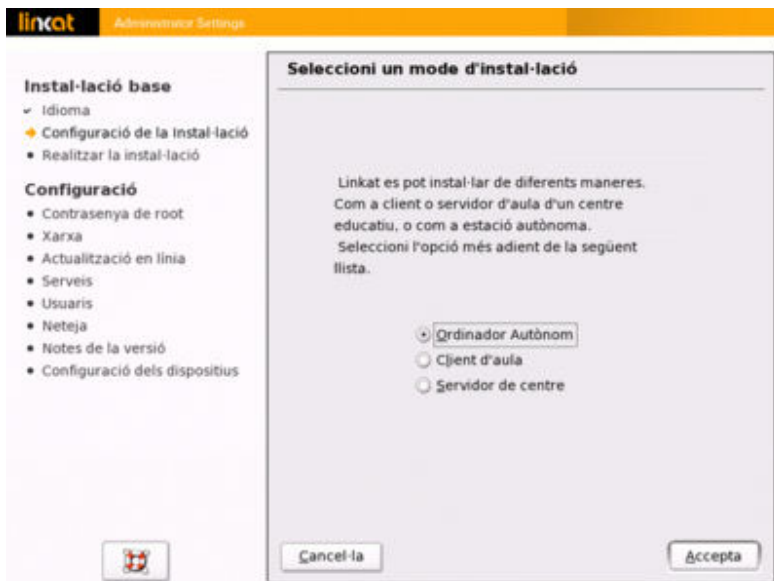 lincat
Administrator Settings
Instal·lació base
Idioma
Configuració de la Instal·lació
Realitzar la instal·lació
Configuració
Contrasenya de root
Xarxa
Actualització en línia
Serveis
Usuaris
Neteja
Notes de la versió
Configuració dels dispositius
Seleccioni un mode d'instal·lació
Linkat es pot instal·lar de diferents maneres.
Com a client o servidor d'aula d'un centre
educatiu, o com a estació autònoma.
Seleccioni l'opció més adient de la següent
llista.
Ordinador Autònom
Client d'aula
Servidor de centre
Cancel·la
Accepta